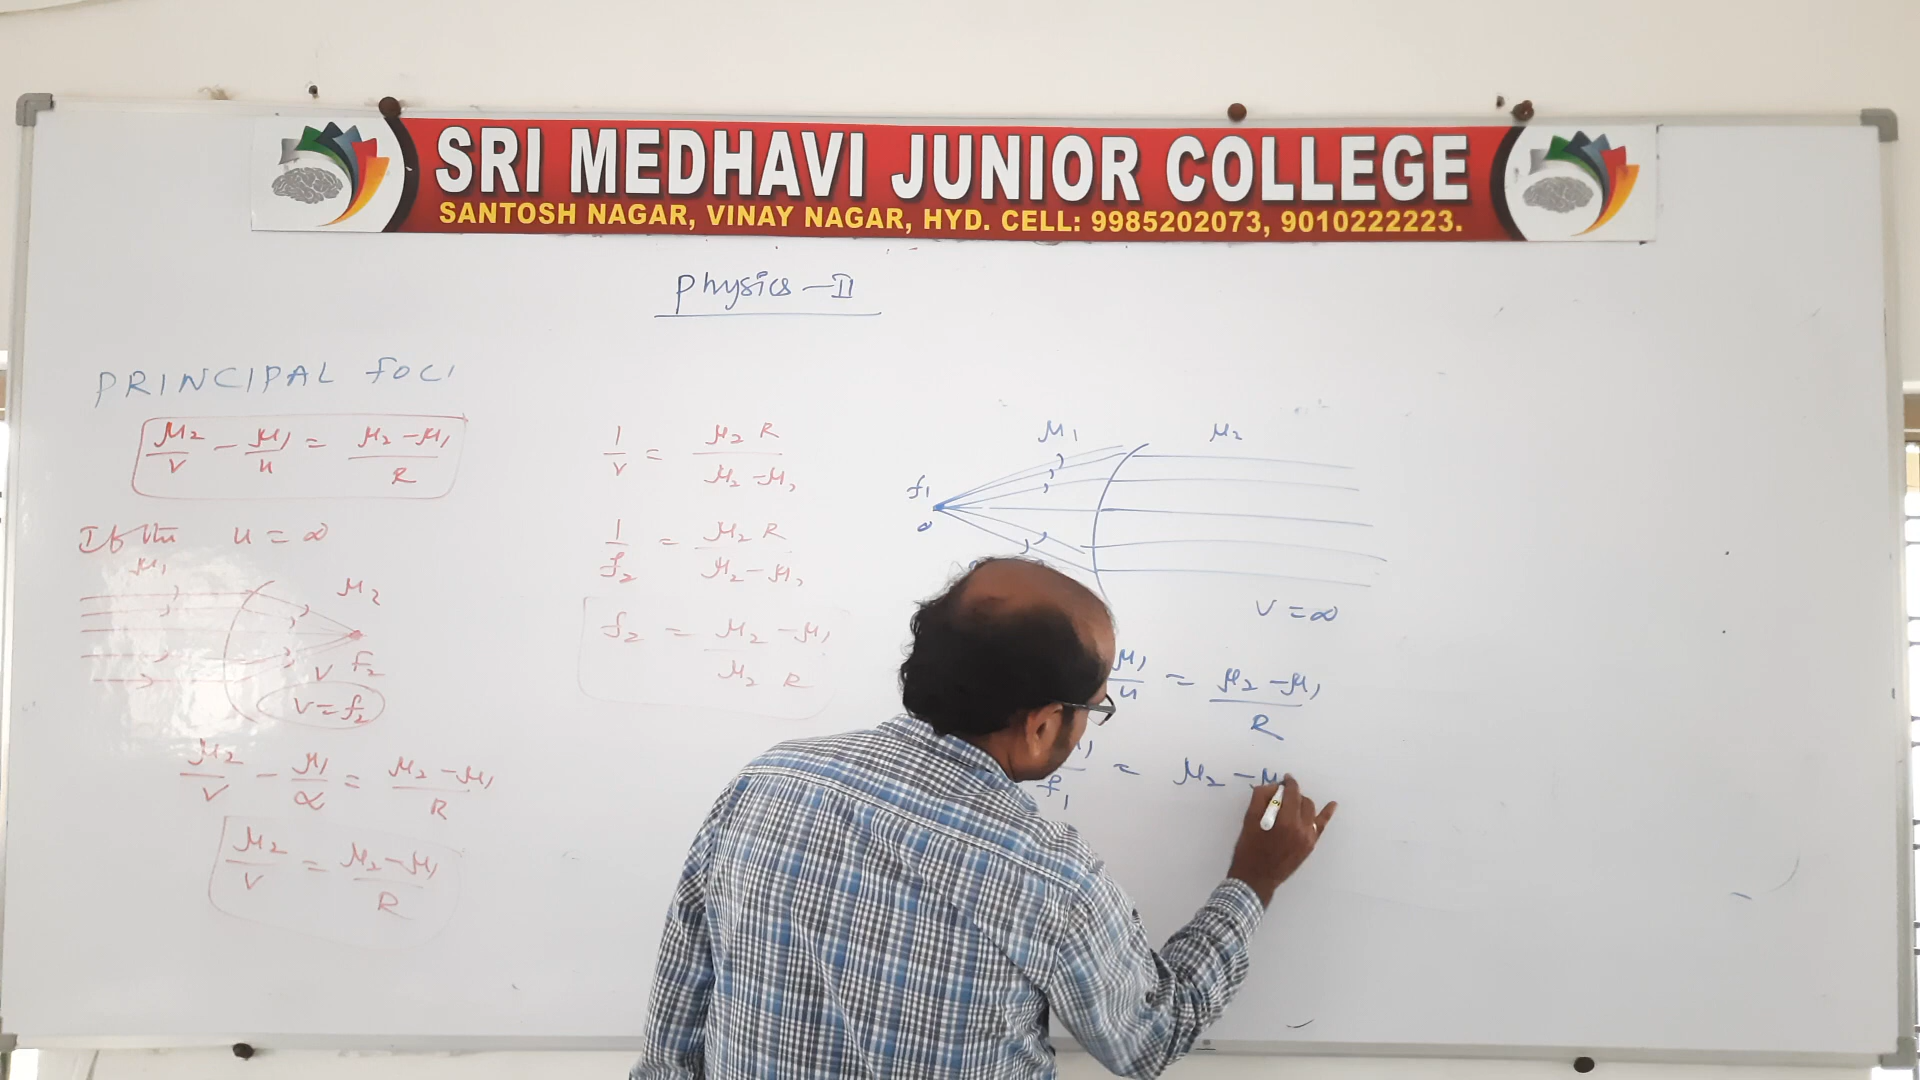 SRI MEDHAVI JUNIOR COLLEGE
SANTOSH NAGAR, VINAY NAGAR, HYD. CELL: 9985202073, 9010222223.
Physics - II
PRINCIPAL FOCI
μ2/v - μ1/u = μ2 - μ1/R
If the u = ∞
μ1
μ2
v f2
v = f2
μ2/v - μ1/∝ = μ2 - μ1/R
μ2/v = μ2 - μ1/R
1/v = μ2 R/μ2 - μ1
1/f2 = μ2 R/μ2 - μ1
f2 = μ2 - μ1/μ2 R
μ1 μ2
f1
v = ∞
μ1/u = μ2 - μ1/R
f1 = μ2 - μ